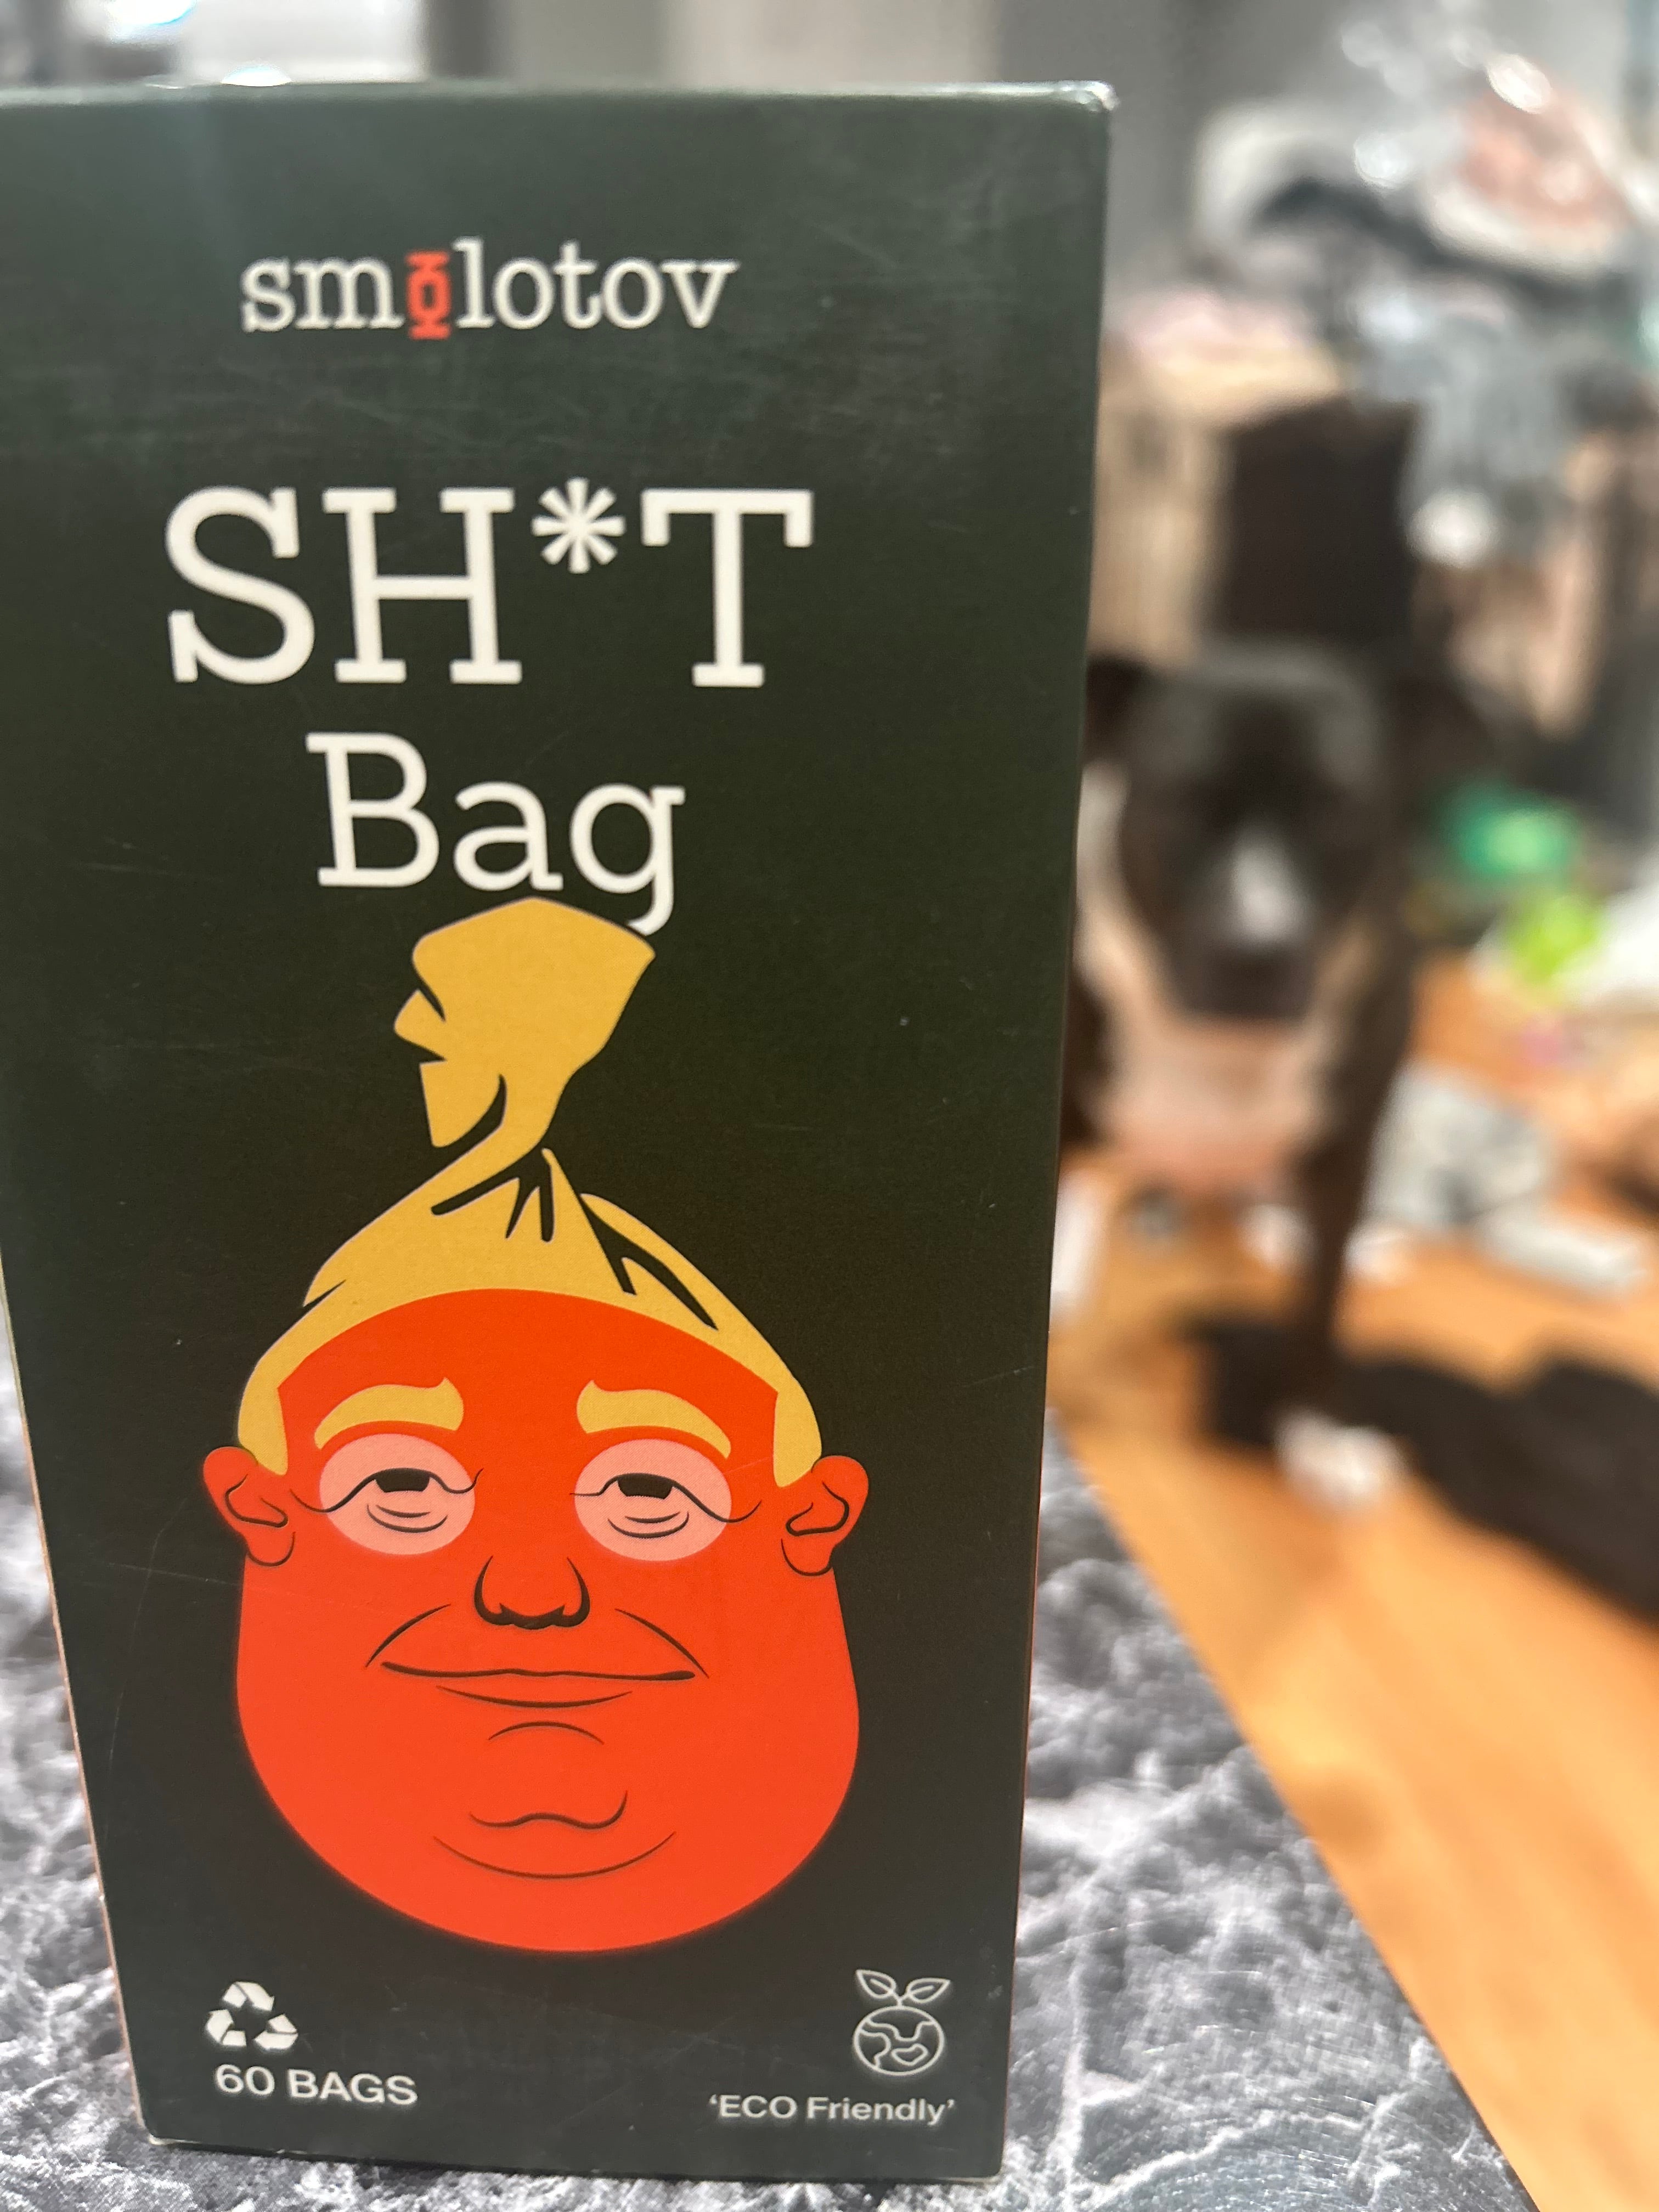 smolotov
SH*T
Bag
60 BAGS
‘ECO Friendly’